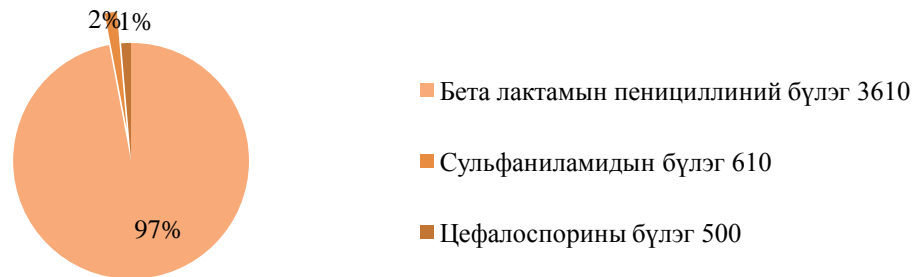 2%
1%
97%
Бета лактамын пенициллиний бүлэг 3610
Сульфаниламидын бүлэг 610
Цефалоспорины бүлэг 500